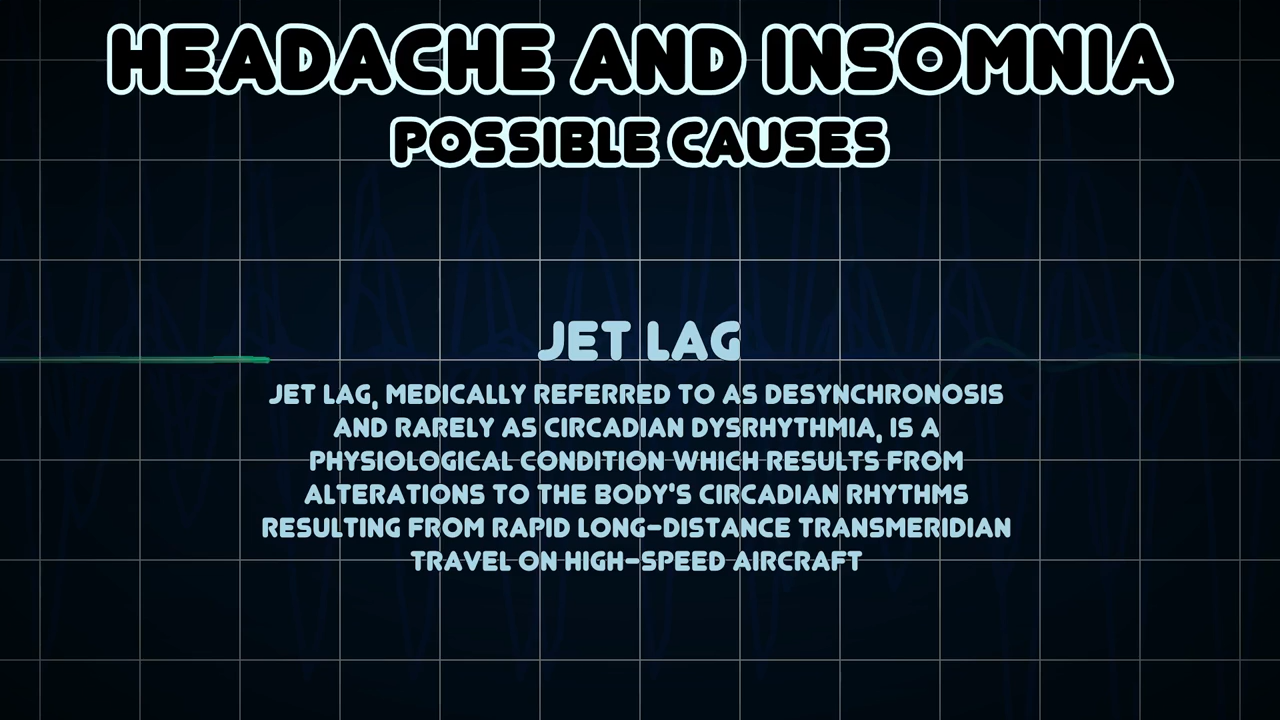 HEADACHE AND INSOMNIA
POSSIBLE CAUSES
JET LAG
JET LAG, MEDICALLY REFERRED TO AS DESYNCHRONOSIS
AND RARELY AS CIRCADIAN DYSRHYTHMIA, IS A
PHYSIOLOGICAL CONDITION WHICH RESULTS FROM
ALTERATIONS TO THE BODY'S CIRCADIAN RHYTHMS
RESULTING FROM RAPID LONG-DISTANCE TRANSMERIDIAN
TRAVEL ON HIGH-SPEED AIRCRAFT